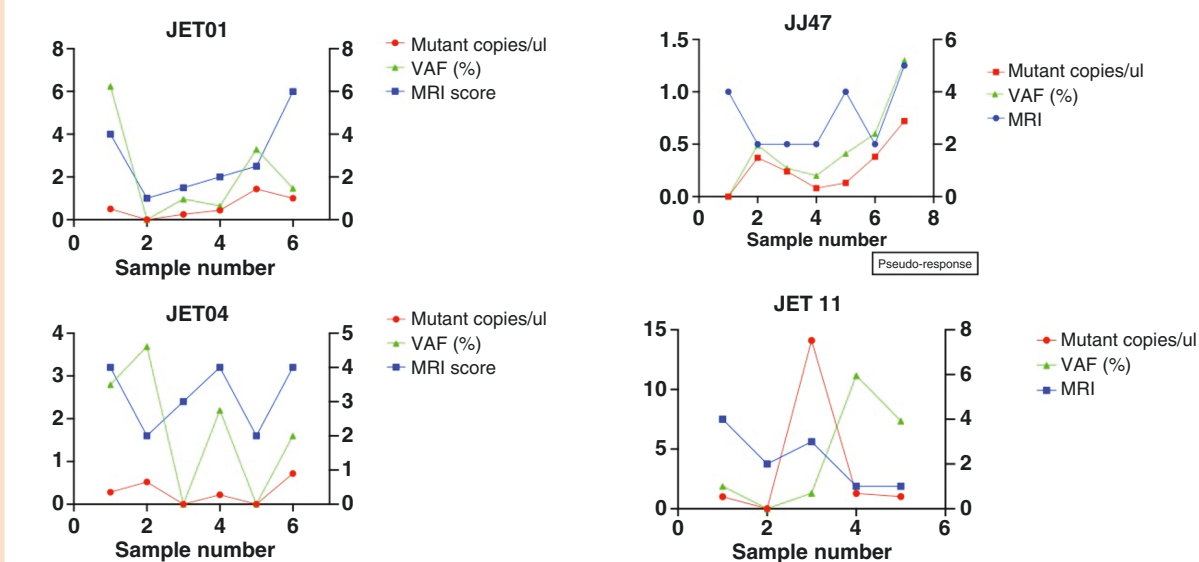 JET01
8
6
4
2
0
8
6
4
2
0
0 2 4 6
Sample number
Mutant copies/ul
VAF (%)
MRI score
JJ47
1.5
1.0
0.5
0.0
6
4
2
0
0 2 4 6 8
Sample number
Mutant copies/ul
VAF (%)
MRI
Pseudo-response
JET04
4
3
2
1
0
5
4
3
2
1
0
0 2 4 6
Sample number
Mutant copies/ul
VAF (%)
MRI score
JET 11
15
10
5
0
8
6
4
2
0
0 2 4 6
Sample number
Mutant copies/ul
VAF (%)
MRI